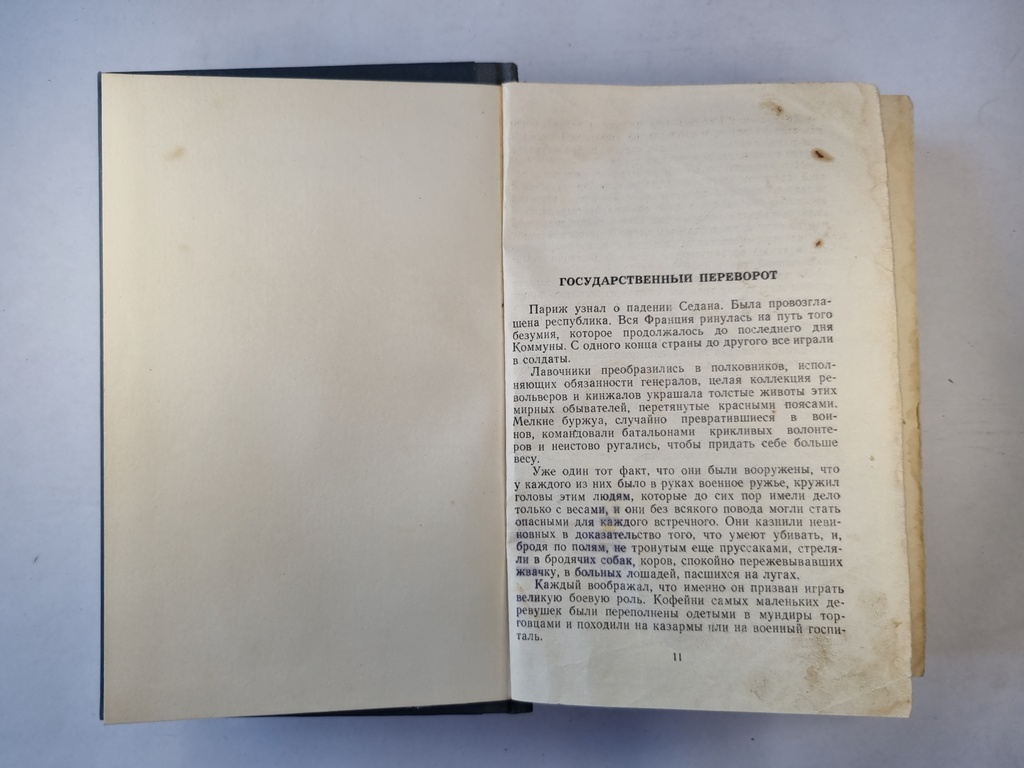 ГОСУДАРСТВЕННЫЙ ПЕРЕВОРОТ
Париж узнал о падении Седана. Была провозгла-
шена республика. Вся Франция ринулась на путь того
безумия, которое продолжалось до последнего дня
Коммуны. С одного конца страны до другого все играли
в солдаты.
Лавочники преобразились в полковников, испол-
няющих обязанности генералов, целая коллекция ре-
вольверов и кинжалов украшала толстые животы этих
мирных обывателей, перетянутые красными поясами.
Мелкие буржуа, случайно превратившиеся в вои-
нов, командовали батальонами крикливых волонте-
ров и неистово ругались, чтобы придать себе больше
весу.
Уже один тот факт, что они были вооружены, что
у каждого из них было в руках военное ружье, кружил
головы этим людям, которые до сих пор имели дело
только с весами, и они без всякого повода могли стать
опасными для каждого встречного. Они казнили неви-
новных в доказательство того, что умеют убивать, и,
бродя по полям, не тронутым еще пруссаками, стреля-
ли в бродячих собак, коров, спокойно пережевывавших
жвачку, в больных лошадей, пасшихся на лугах.
Каждый воображал, что именно он призван играть
великую боевую роль. Кофейни самых маленьких де-
ревушек были переполнены одетыми в мундиры тор-
говцами и походили на казармы или на военный госпи-
таль.
11